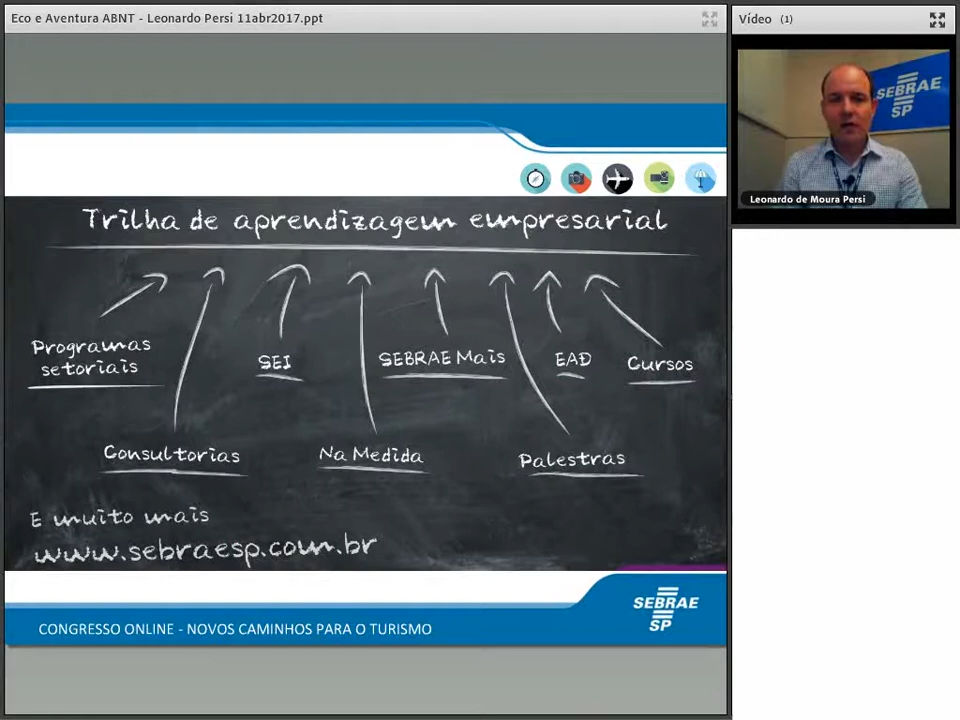 Eco e Aventura ABNT - Leonardo Persi 11abr2017.ppt
Vídeo (1)
SEBRAE
SP
Leonardo de Moura Persi
Trilha de aprendizagem empresarial
Programas
setoriais
SEI
SEBRAE Mais
EAD
Cursos
Consultorias
Na Medida
Palestras
E muito mais
www.sebraesp.com.br
CONGRESSO ONLINE - NOVOS CAMINHOS PARA O TURISMO
SEBRAE
SP